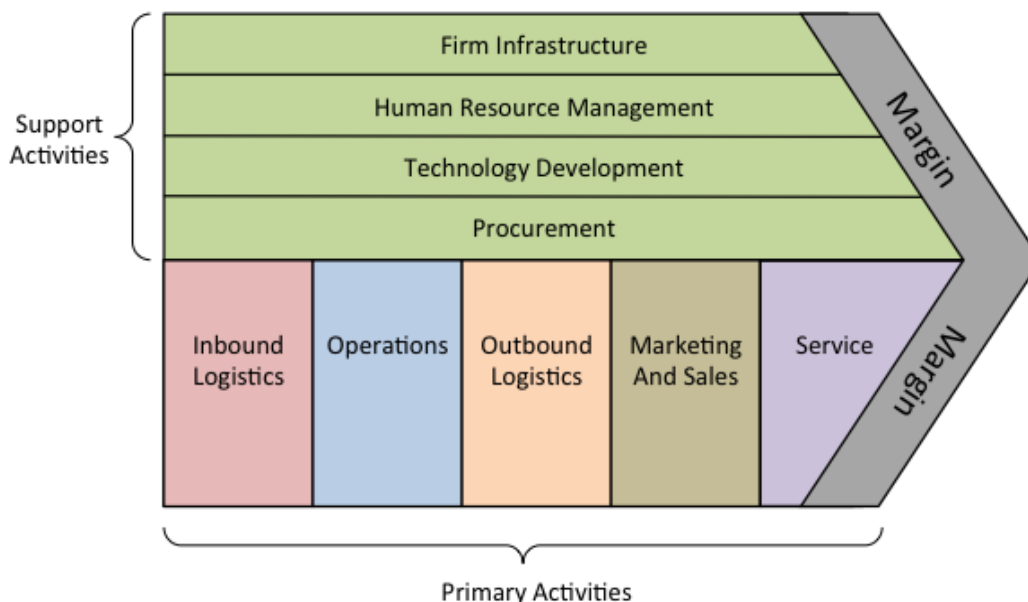 Firm Infrastructure
Human Resource Management
Technology Development
Procurement
Support
Activities
Margin
Margin
Inbound
Logistics
Operations
Outbound
Logistics
Marketing
And Sales
Service
Primary Activities